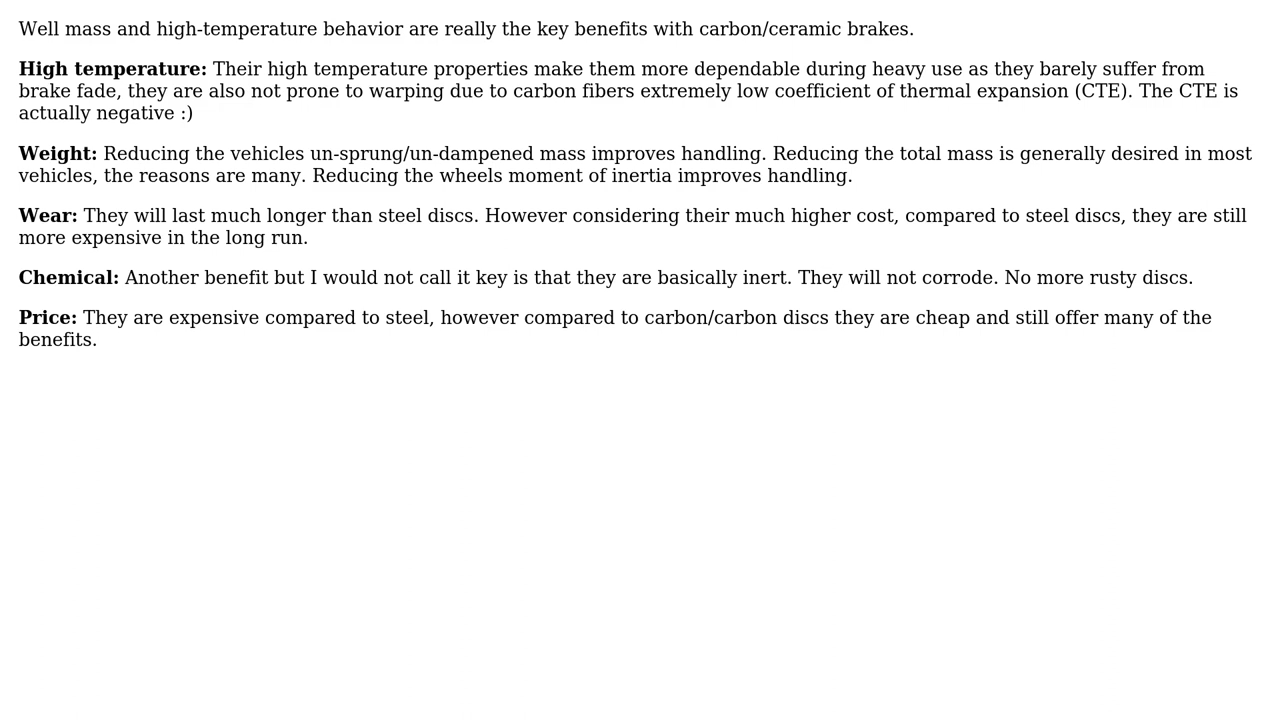 Well mass and high-temperature behavior are really the key benefits with carbon/ceramic brakes.
High temperature: Their high temperature properties make them more dependable during heavy use as they barely suffer from
brake fade, they are also not prone to warping due to carbon fibers extremely low coefficient of thermal expansion (CTE). The CTE is
actually negative :)
Weight: Reducing the vehicles un-sprung/un-dampened mass improves handling. Reducing the total mass is generally desired in most
vehicles, the reasons are many. Reducing the wheels moment of inertia improves handling.
Wear: They will last much longer than steel discs. However considering their much higher cost, compared to steel discs, they are still
more expensive in the long run.
Chemical: Another benefit but I would not call it key is that they are basically inert. They will not corrode. No more rusty discs.
Price: They are expensive compared to steel, however compared to carbon/carbon discs they are cheap and still offer many of the
benefits.